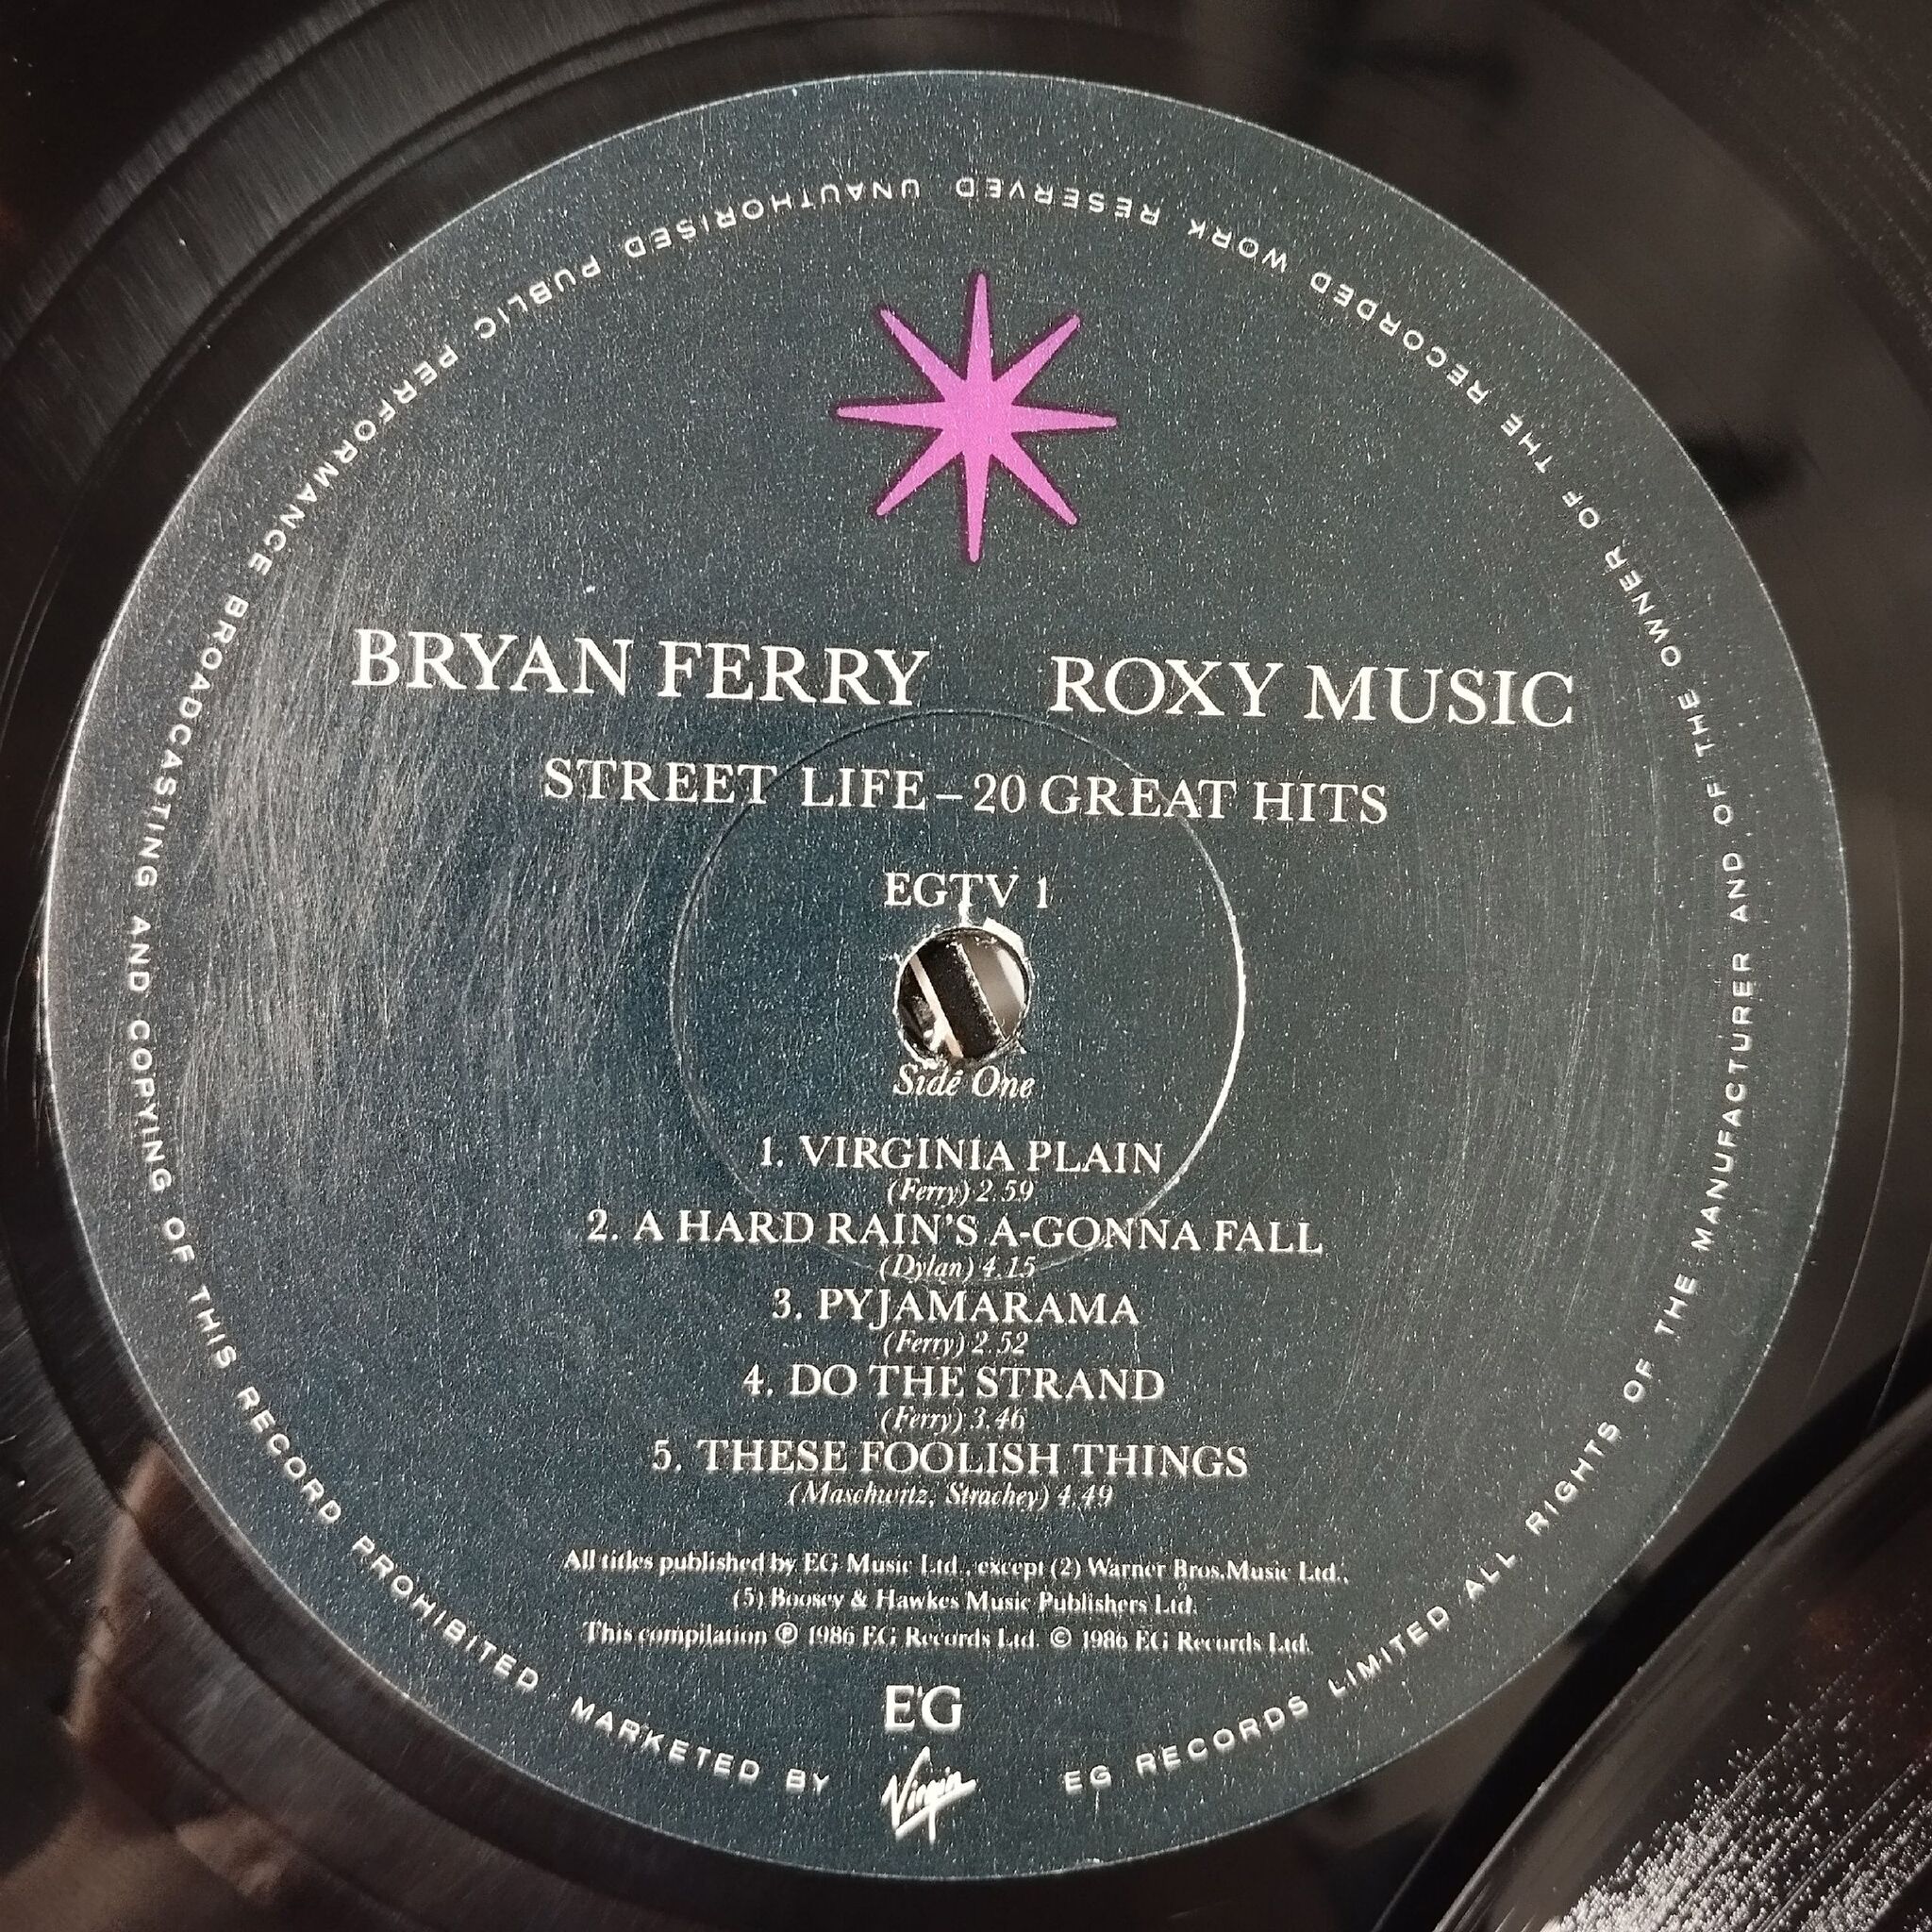 BRYAN FERRY ROXY MUSIC
STREET LIFE – 20 GREAT HITS
EGTV 1
Side One
1. VIRGINIA PLAIN
(Ferry) 2.59
2. A HARD RAIN'S A-GONNA FALL
(Dylan) 4.15
3. PYJAMARAMA
(Ferry) 2.52
4. DO THE STRAND
(Ferry) 3.46
5. THESE FOOLISH THINGS
(Maschwitz, Strachey) 4.49
All titles published by EG Music Ltd., except (2) Warner Bros.Music Ltd.,
(5) Boosey & Hawkes Music Publishers Ltd.
This compilation ℗ 1986 EG Records Ltd. © 1986 EG Records Ltd.
EG
Virgin
EG RECORDS LIMITED ALL RIGHTS OF THE MANUFACTURER AND OF THE OWNER OF THE RECORDED WORK RESERVED UNAUTHORISED PUBLIC PERFORMANCE BROADCASTING AND COPYING OF THIS RECORD PROHIBITED · MARKETED BY